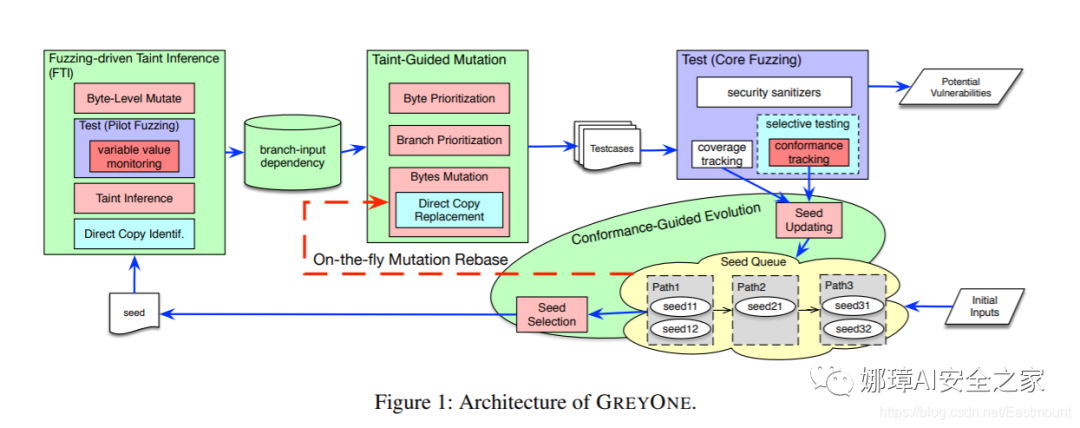 Fuzzing-driven Taint Inference
(FTI)
Byte-Level Mutate
Test (Pilot Fuzzing)
variable value
monitoring
Taint Inference
Direct Copy Identif.
branch-input
dependency
Taint-Guided Mutation
Byte Prioritization
Branch Prioritization
Bytes Mutation
Direct Copy
Replacement
Testcases
Test (Core Fuzzing)
security sanitizers
selective testing
coverage
tracking
conformance
tracking
Potential
Vulnerabilities
Conformance-Guided Evolution
Seed
Updating
On-the-fly Mutation Rebase
Seed Queue
Path1
seed11
seed12
Path2
seed21
Path3
seed31
seed32
Initial
Inputs
Seed
Selection
seed
娜璋AI安全之家
Figure 1: Architecture of GREYONE.
https://blog.csdn.net/Eastmount